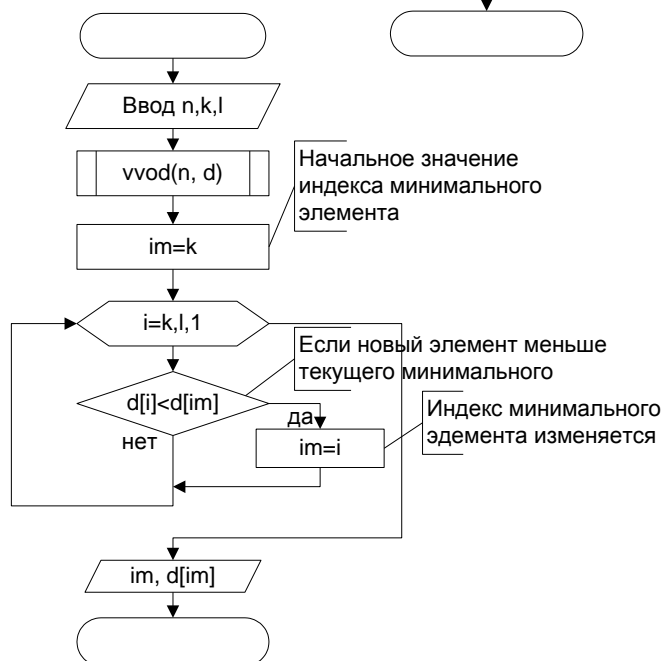 Ввод n,k,l
vvod(n, d)
Начальное значение
индекса минимального
элемента
im=k
i=k,l,1
Если новый элемент меньше
текущего минимального
d[i]<d[im]
да
нет
im=i
Индекс минимального
эдемента изменяется
im, d[im]